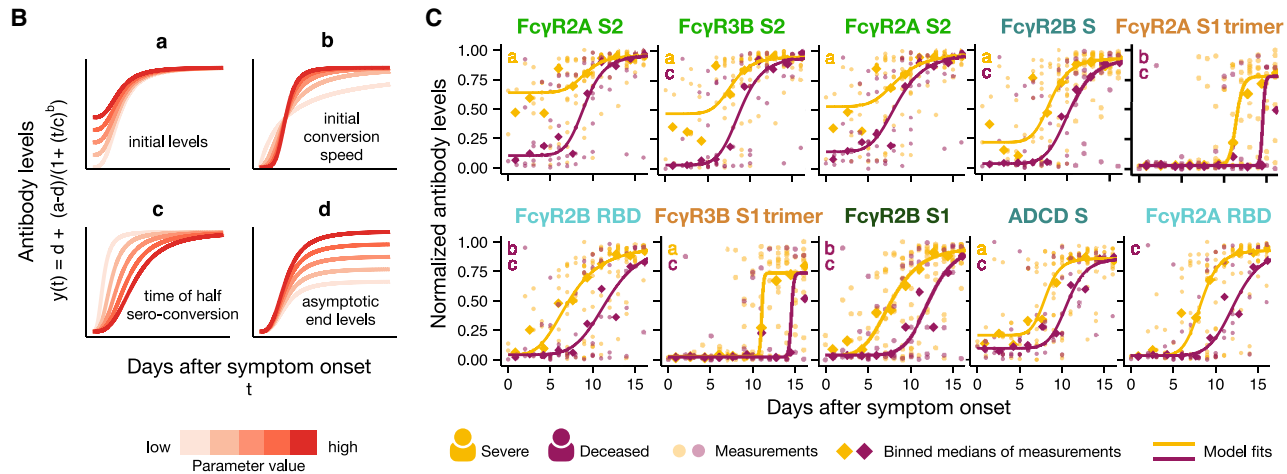 B
a
b
initial levels
initial
conversion
speed
c
d
time of half
sero-conversion
asymptotic
end levels
Antibody levels
y(t) = d + (a-d)/(1+ (t/c)ᵇ)
Days after symptom onset
t
low
high
Parameter value
C
FcγR2A S2
FcγR3B S2
FcγR2A S2
FcγR2B S
FcγR2A S1 trimer
1.00
0.75
0.50
0.25
0.00
a
a
c
a
a
c
b
c
FcγR2B RBD
FcγR3B S1 trimer
FcγR2B S1
ADCD S
FcγR2A RBD
1.00
0.75
0.50
0.25
0.00
b
c
a
c
b
c
a
c
c
0 5 10 15
0 5 10 15
0 5 10 15
0 5 10 15
0 5 10 15
Normalized antibody levels
Days after symptom onset
Severe
Deceased
Measurements
Binned medians of measurements
Model fits